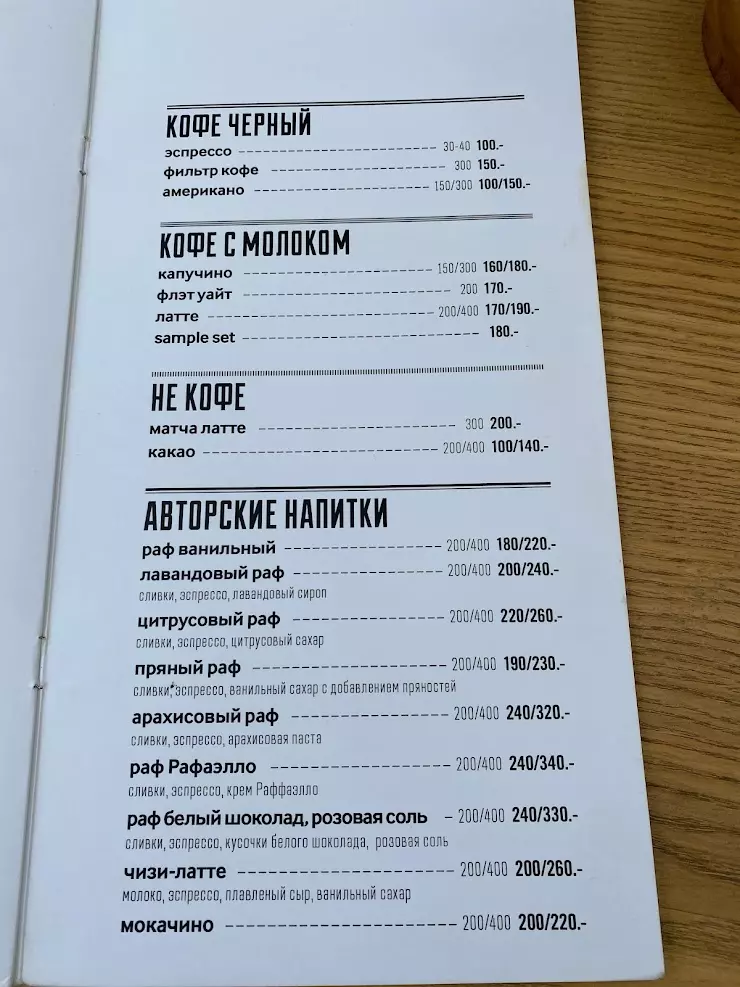 КОФЕ ЧЕРНЫЙ
эспрессо 30-40 100.-
фильтр кофе 300 150.-
американо 150/300 100/150.-
КОФЕ С МОЛОКОМ
капучино 150/300 160/180.-
флэт уайт 200 170.-
латте 200/400 170/190.-
sample set 180.-
НЕ КОФЕ
матча латте 300 200.-
какао 200/400 100/140.-
АВТОРСКИЕ НАПИТКИ
раф ванильный 200/400 180/220.-
лавандовый раф 200/400 200/240.-
сливки, эспрессо, лавандовый сироп
цитрусовый раф 200/400 220/260.-
сливки, эспрессо, цитрусовый сахар
пряный раф 200/400 190/230.-
сливки, эспрессо, ванильный сахар с добавлением пряностей
арахисовый раф 200/400 240/320.-
сливки, эспрессо, арахисовая паста
раф Рафаэлло 200/400 240/340.-
сливки, эспрессо, крем Раффаэлло
раф белый шоколад, розовая соль 200/400 240/330.-
сливки, эспрессо, кусочки белого шоколада, розовая соль
чизи-латте 200/400 200/260.-
молоко, эспрессо, плавленый сыр, ванильный сахар
мокачино 200/400 200/220.-